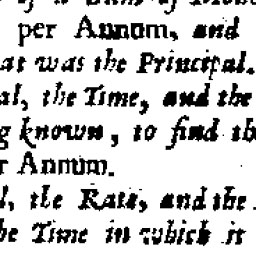 per Annum, and
at was the Principal.
al, the Time, and the
g known, to find th
r Annum.
l, the Rate, and the
he Time in which it